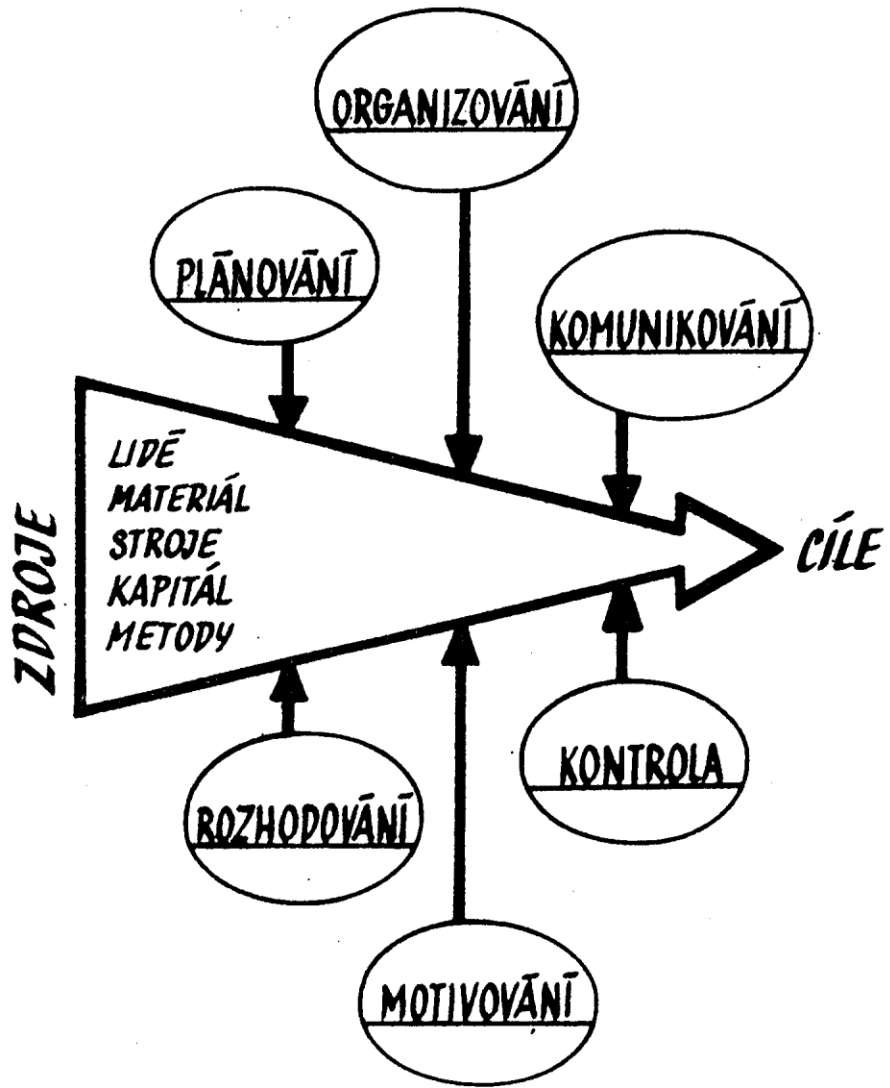 ORGANIZOVÁNÍ
PLÁNOVÁNÍ
KOMUNIKOVÁNÍ
ZDROJE
LIDÉ
MATERIÁL
STROJE
KAPITÁL
METODY
CÍLE
ROZHODOVÁNÍ
KONTROLA
MOTIVOVÁNÍ